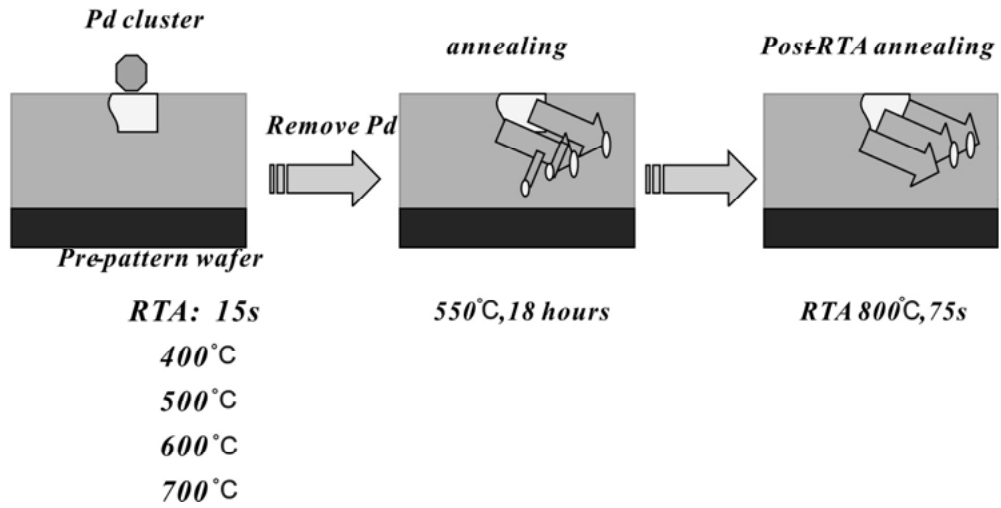 Pd cluster
annealing
Post-RTA annealing
Remove Pd
Pre-pattern wafer
RTA: 15s
400°C
500°C
600°C
700°C
550°C,18 hours
RTA 800°C,75s